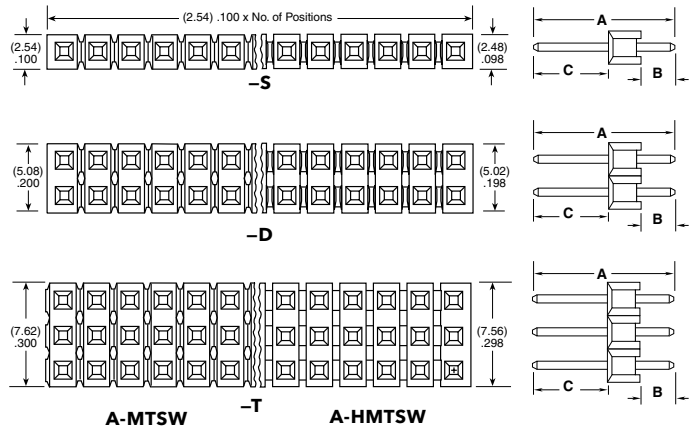 (2.54) .100 x No. of Positions
(2.54)
.100
(2.48)
.098
–S
A
C
B
(5.08)
.200
(5.02)
.198
–D
A
C
B
(7.62)
.300
(7.56)
.298
–T
A-MTSW
A-HMTSW
A
C
B